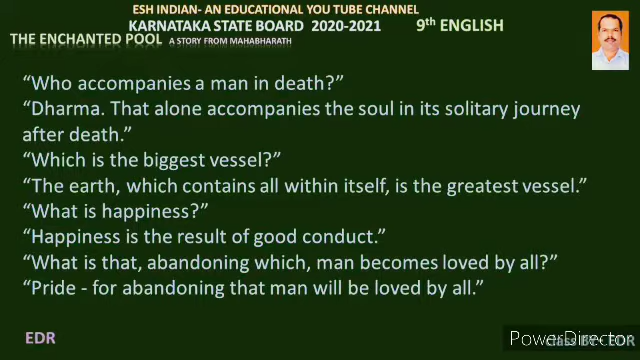 ESH INDIAN- AN EDUCATIONAL YOU TUBE CHANNEL
KARNATAKA STATE BOARD 2020-2021 9th ENGLISH
THE ENCHANTED POOL A STORY FROM MAHABHARATH
“Who accompanies a man in death?”
“Dharma. That alone accompanies the soul in its solitary journey
after death.”
“Which is the biggest vessel?”
“The earth, which contains all within itself, is the greatest vessel.”
“What is happiness?”
“Happiness is the result of good conduct.”
“What is that, abandoning which, man becomes loved by all?”
“Pride - for abandoning that man will be loved by all.”
EDR
PowerDirector